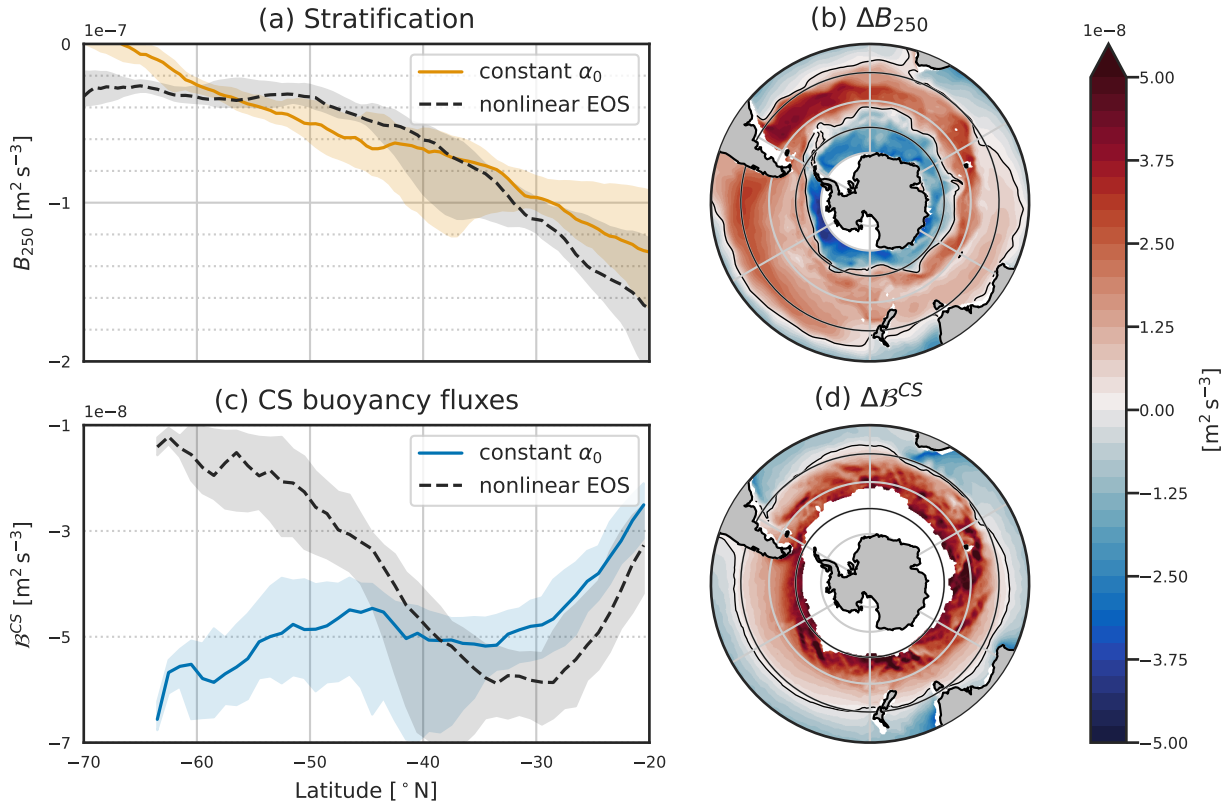 (a) Stratification
1e−7
0
−1
−2
B₂₅₀ [m² s⁻³]
constant α₀
nonlinear EOS
(b) ΔB₂₅₀
(c) CS buoyancy fluxes
1e−8
−1
−3
−5
−7
ℬ^CS [m² s⁻³]
constant α₀
nonlinear EOS
−70
−60
−50
−40
−30
−20
Latitude [°N]
(d) Δℬ^CS
1e−8
5.00
3.75
2.50
1.25
0.00
−1.25
−2.50
−3.75
−5.00
[m² s⁻³]